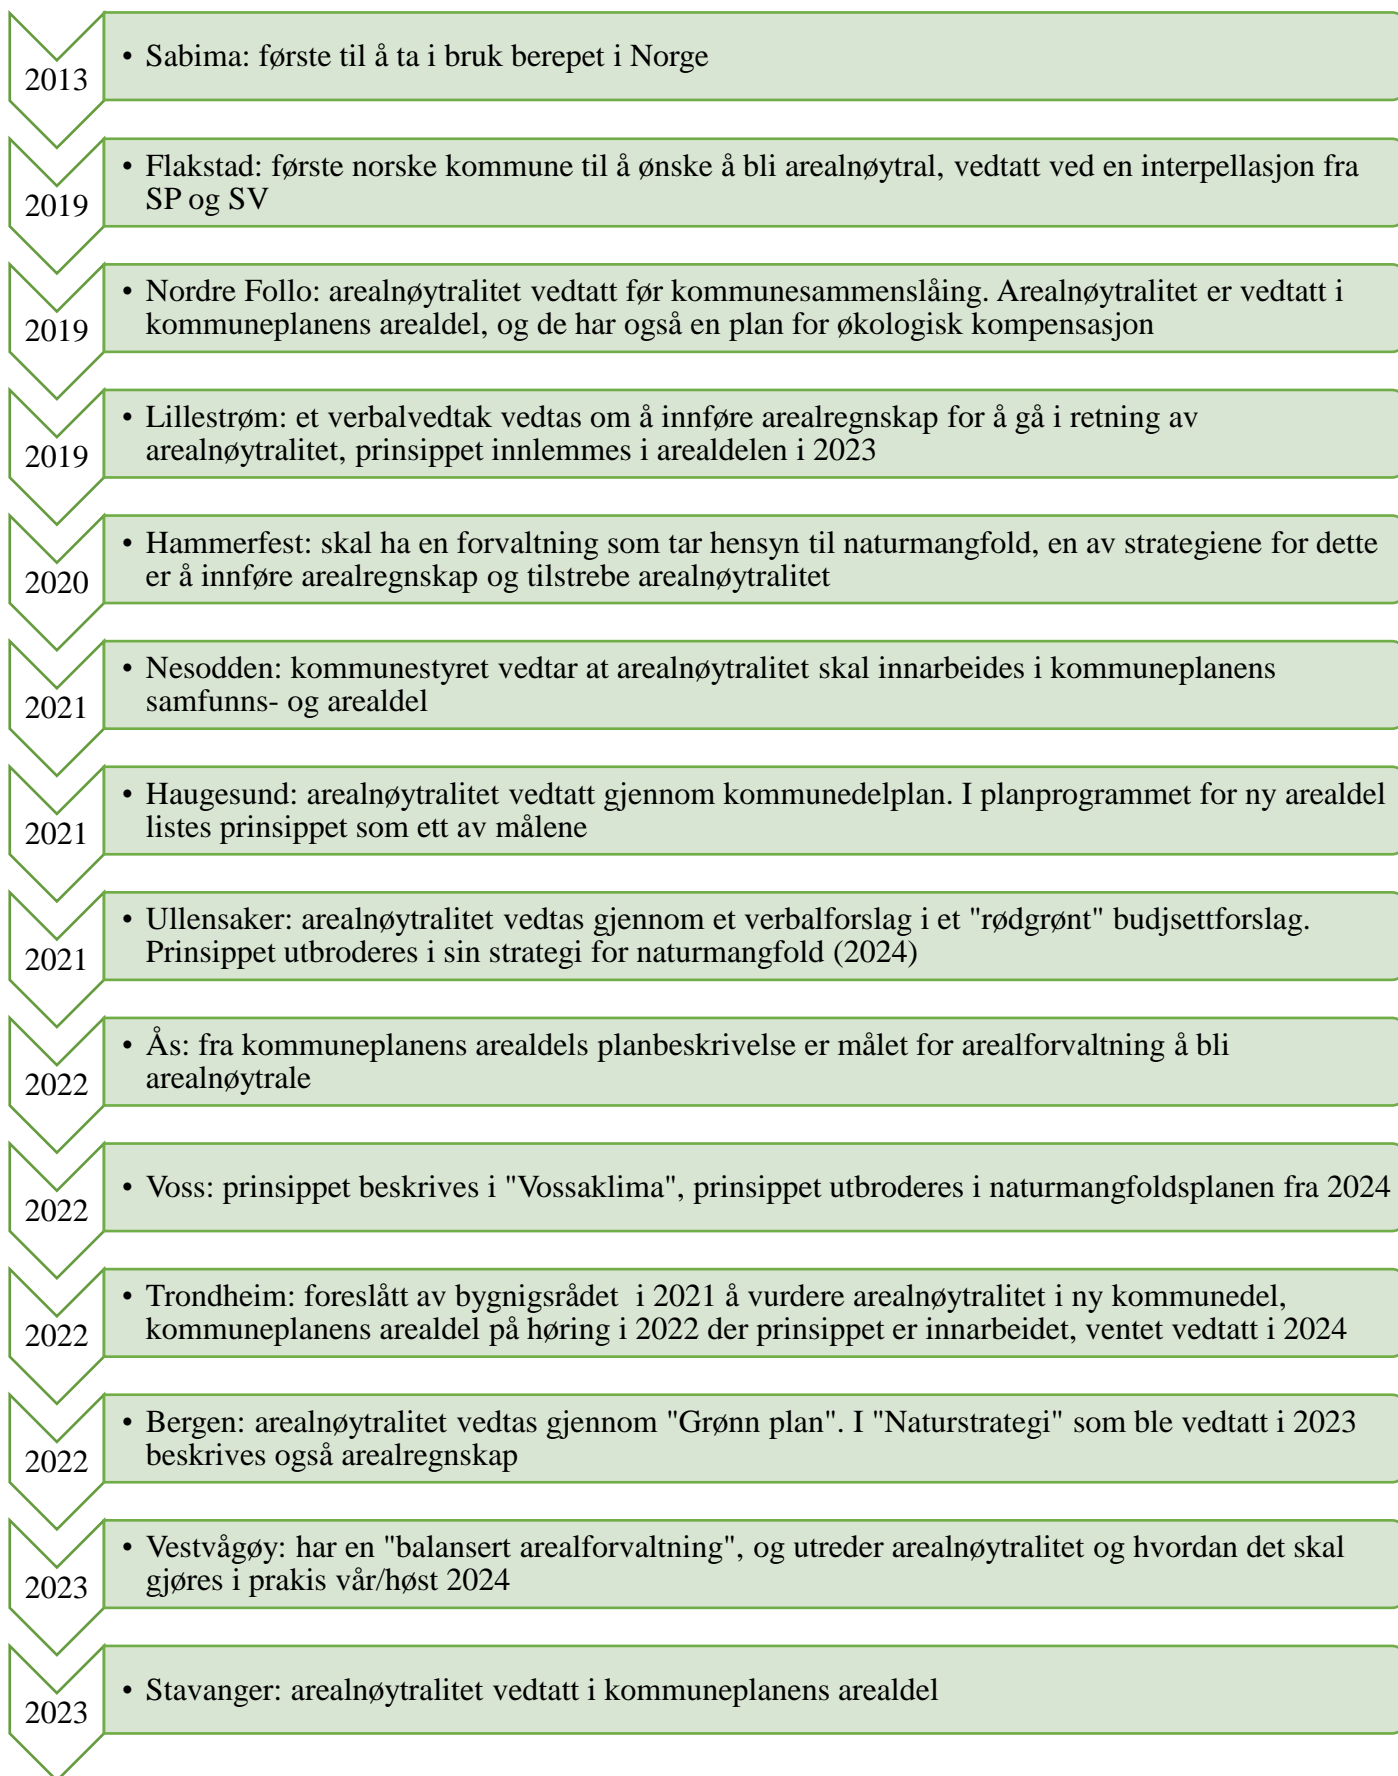 2013
• Sabima: første til å ta i bruk berepet i Norge
2019
• Flakstad: første norske kommune til å ønske å bli arealnøytral, vedtatt ved en interpellasjon fra
SP og SV
2019
• Nordre Follo: arealnøytralitet vedtatt før kommunesammenslåing. Arealnøytralitet er vedtatt i
kommuneplanens arealdel, og de har også en plan for økologisk kompensasjon
2019
• Lillestrøm: et verbalvedtak vedtas om å innføre arealregnskap for å gå i retning av
arealnøytralitet, prinsippet innlemmes i arealdelen i 2023
2020
• Hammerfest: skal ha en forvaltning som tar hensyn til naturmangfold, en av strategiene for dette
er å innføre arealregnskap og tilstrebe arealnøytralitet
2021
• Nesodden: kommunestyret vedtar at arealnøytralitet skal innarbeides i kommuneplanens
samfunns- og arealdel
2021
• Haugesund: arealnøytralitet vedtatt gjennom kommunedelplan. I planprogrammet for ny arealdel
listes prinsippet som ett av målene
2021
• Ullensaker: arealnøytralitet vedtas gjennom et verbalforslag i et "rødgrønt" budjsettforslag.
Prinsippet utbroderes i sin strategi for naturmangfold (2024)
2022
• Ås: fra kommuneplanens arealdels planbeskrivelse er målet for arealforvaltning å bli
arealnøytrale
2022
• Voss: prinsippet beskrives i "Vossaklima", prinsippet utbroderes i naturmangfoldsplanen fra 2024
2022
• Trondheim: foreslått av bygnigsrådet i 2021 å vurdere arealnøytralitet i ny kommunedel,
kommuneplanens arealdel på høring i 2022 der prinsippet er innarbeidet, ventet vedtatt i 2024
2022
• Bergen: arealnøytralitet vedtas gjennom "Grønn plan". I "Naturstrategi" som ble vedtatt i 2023
beskrives også arealregnskap
2023
• Vestvågøy: har en "balansert arealforvaltning", og utreder arealnøytralitet og hvordan det skal
gjøres i prakis vår/høst 2024
2023
• Stavanger: arealnøytralitet vedtatt i kommuneplanens arealdel